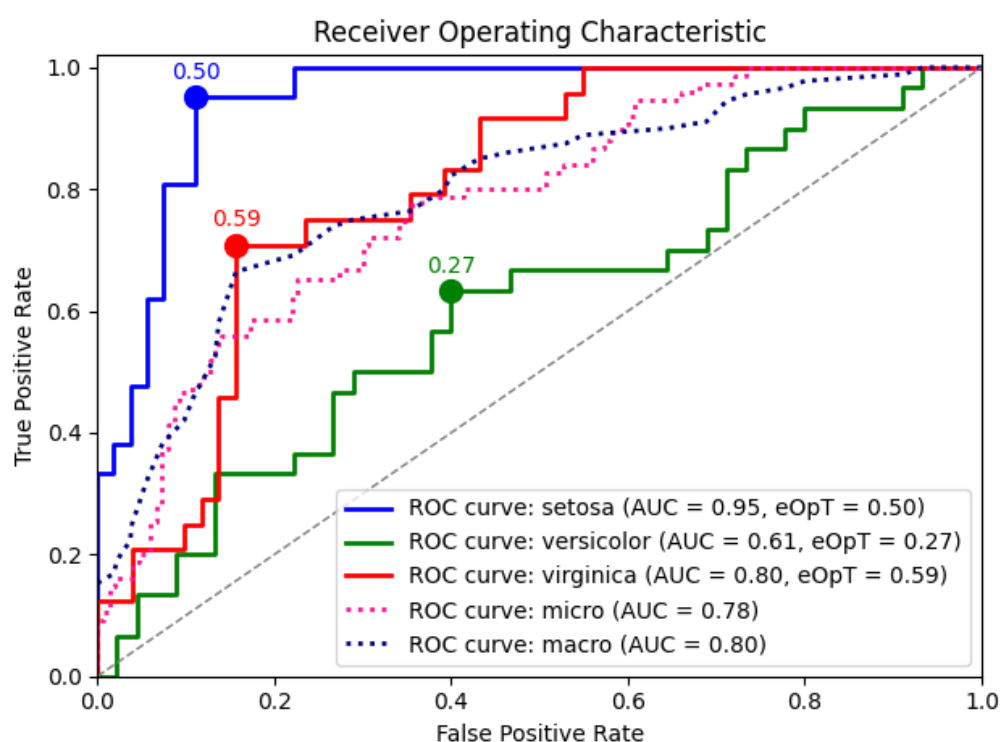 Receiver Operating Characteristic
1.0
0.8
0.6
0.4
0.2
0.0
True Positive Rate
0.50
0.59
0.27
ROC curve: setosa (AUC = 0.95, eOpT = 0.50)
ROC curve: versicolor (AUC = 0.61, eOpT = 0.27)
ROC curve: virginica (AUC = 0.80, eOpT = 0.59)
ROC curve: micro (AUC = 0.78)
ROC curve: macro (AUC = 0.80)
0.0 0.2 0.4 0.6 0.8 1.0
False Positive Rate